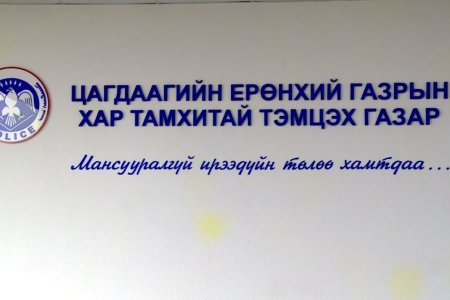 ЦАГДААГИЙН ЕРӨНХИЙ ГАЗРЫН
ХАР ТАМХИТАЙ ТЭМЦЭХ ГАЗАР
Мансууралгүй ирээдүйн төлөө хамтдаа...
POLICE